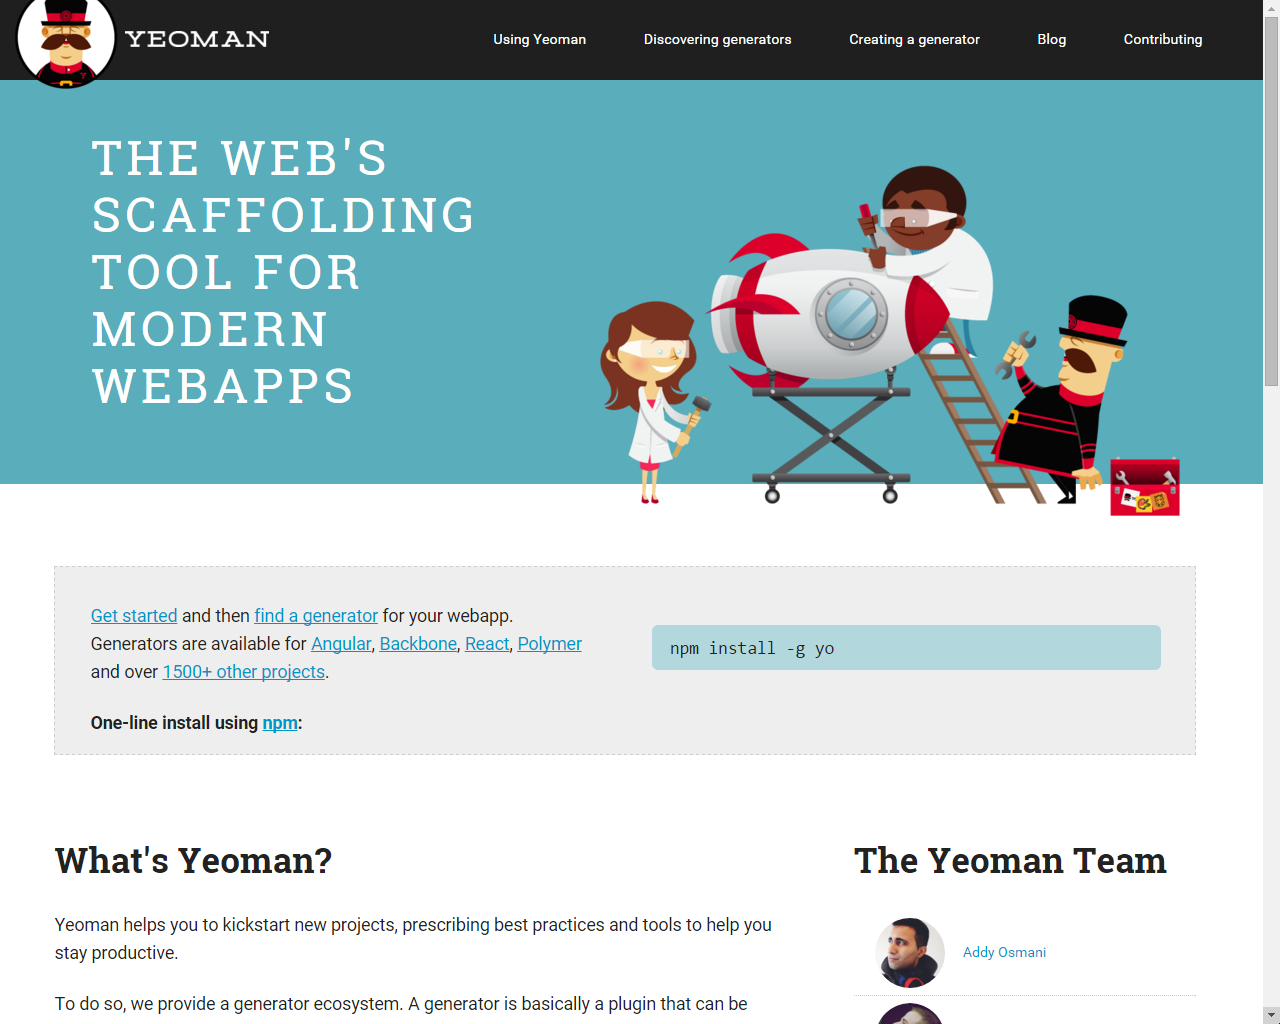 YEOMAN
Using Yeoman
Discovering generators
Creating a generator
Blog
Contributing
THE WEB'S
SCAFFOLDING
TOOL FOR
MODERN
WEBAPPS
Get started and then find a generator for your webapp.
Generators are available for Angular, Backbone, React, Polymer
and over 1500+ other projects.
One-line install using npm:
npm install -g yo
What's Yeoman?
Yeoman helps you to kickstart new projects, prescribing best practices and tools to help you
stay productive.
To do so, we provide a generator ecosystem. A generator is basically a plugin that can be
The Yeoman Team
Addy Osmani